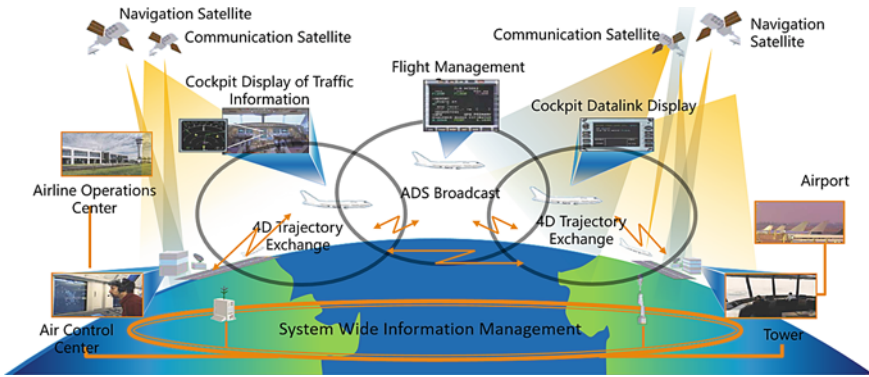 Navigation Satellite
Communication Satellite
Cockpit Display of Traffic
Information
Flight Management
Communication Satellite
Navigation
Satellite
Cockpit Datalink Display
Airline Operations
Center
ADS Broadcast
Airport
4D Trajectory
Exchange
4D Trajectory
Exchange
Air Control
Center
System Wide Information Management
Tower